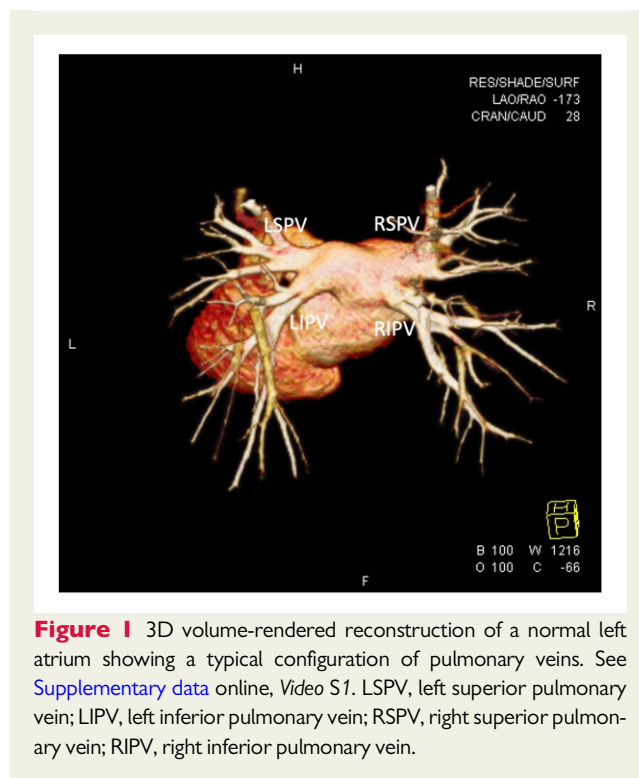 H
RES/SHADE/SURF
LAO/RAO -173
CRAN/CAUD 28
LSPV RSPV
R
LIPV RIPV
L
H
P
B 100 W 1216
O 100 C -66
F
Figure 1 3D volume-rendered reconstruction of a normal left
atrium showing a typical configuration of pulmonary veins. See
Supplementary data online, Video S1. LSPV, left superior pulmonary
vein; LIPV, left inferior pulmonary vein; RSPV, right superior pulmon-
ary vein; RIPV, right inferior pulmonary vein.